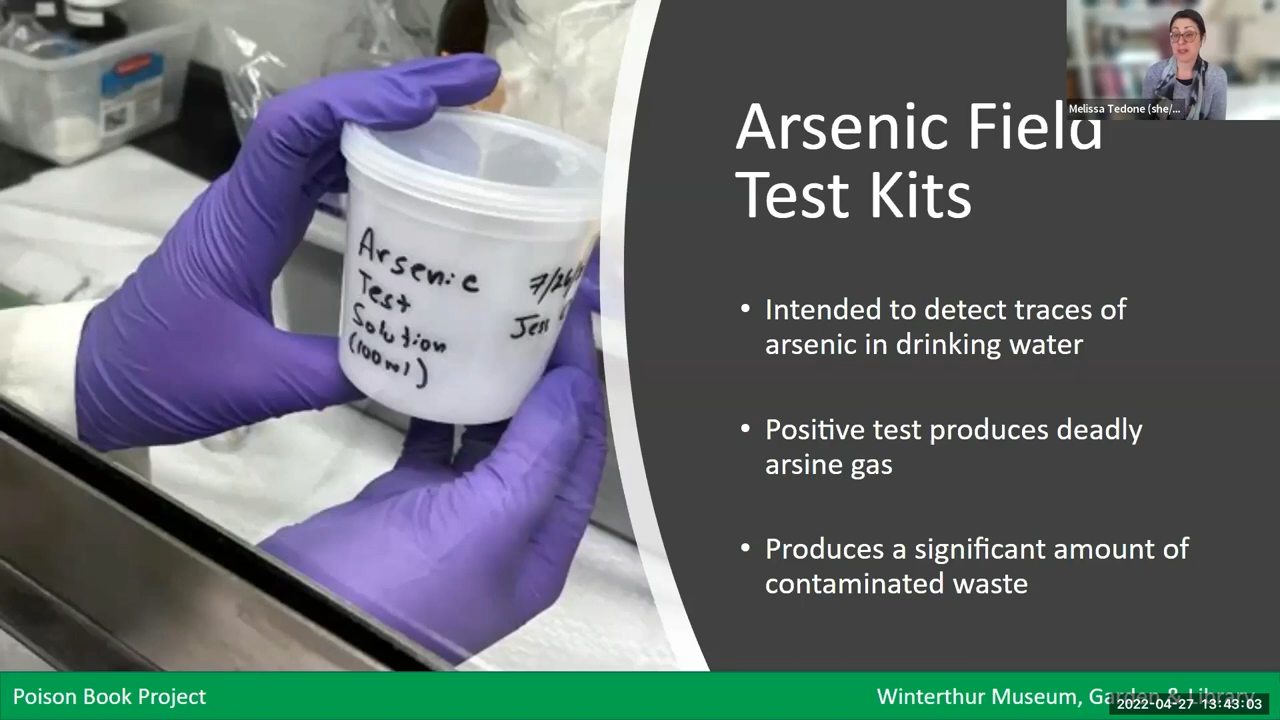 Melissa Tedone (she/...
Arsenic Field
Test Kits
Arsenic
Test
Solution
(100ml)
7/26/
Jess
• Intended to detect traces of
arsenic in drinking water
• Positive test produces deadly
arsine gas
• Produces a significant amount of
contaminated waste
Poison Book Project
Winterthur Museum, Garden & Library
2022-04-27 13:43:03